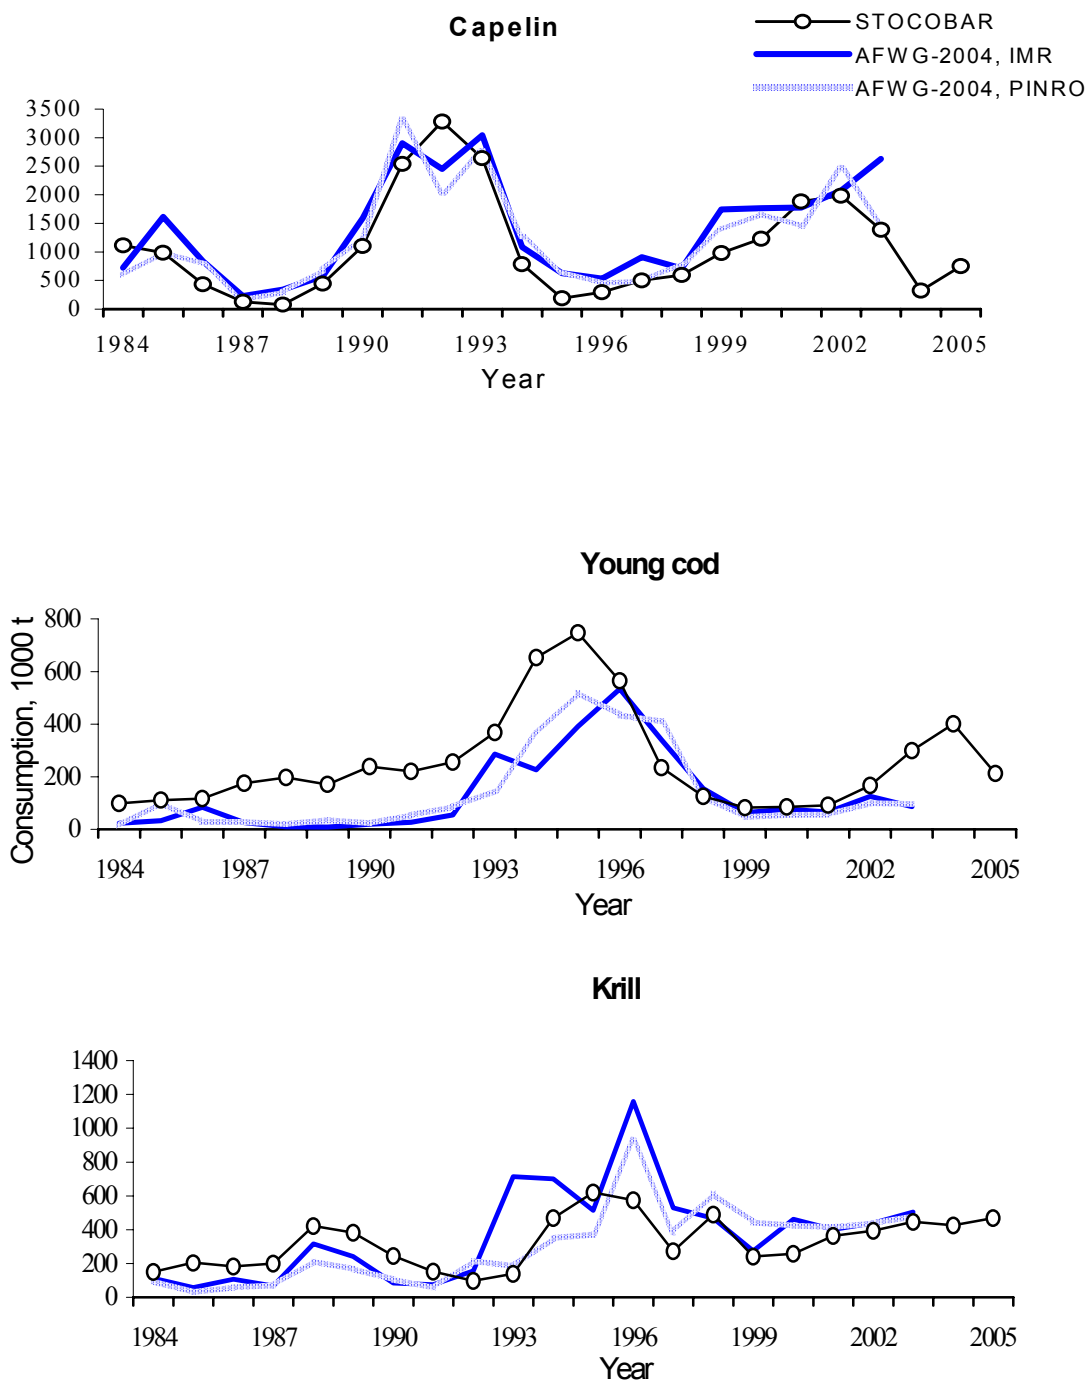 Capelin
STOCOBAR
AFWG-2004, IMR
AFWG-2004, PINRO
3500
3000
2500
2000
1500
1000
500
0
1984 1987 1990 1993 1996 1999 2002 2005
Year
Young cod
Consumption, 1000 t
800
600
400
200
0
1984 1987 1990 1993 1996 1999 2002 2005
Year
Krill
1400
1200
1000
800
600
400
200
0
1984 1987 1990 1993 1996 1999 2002 2005
Year